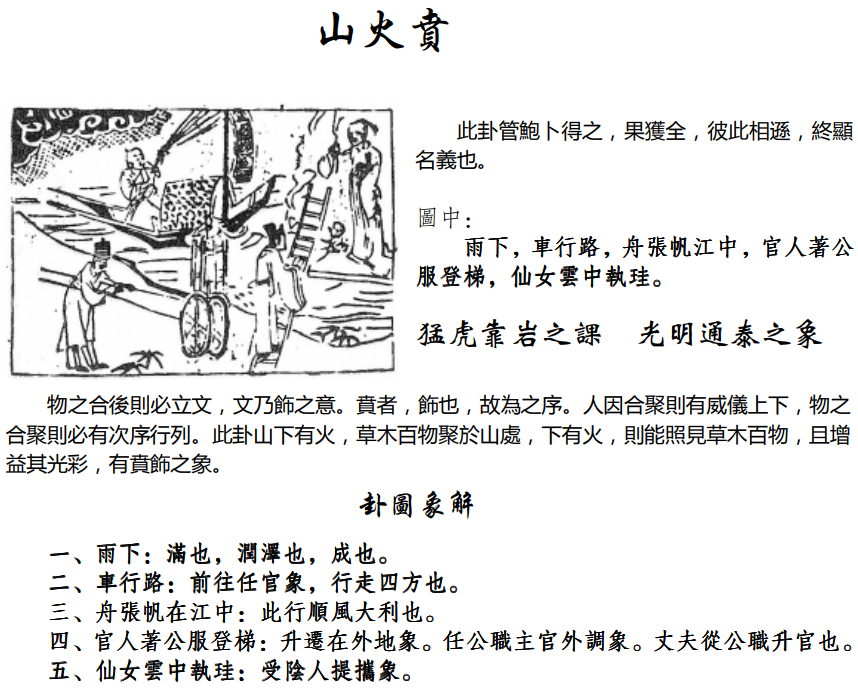 山火賁
此卦管鮑卜得之，果獲全，彼此相遜，終顯
名義也。
圖中：
雨下，車行路，舟張帆江中，官人著公
服登梯，仙女雲中執珪。
猛虎靠岩之課　光明通泰之象
物之合後則必立文，文乃飾之意。賁者，飾也，故為之序。人因合聚則有威儀上下，物之
合聚則必有次序行列。此卦山下有火，草木百物聚於山處，下有火，則能照見草木百物，且增
益其光彩，有賁飾之象。
卦圖象解
一、雨下：滿也，潤澤也，成也。
二、車行路：前往任官象，行走四方也。
三、舟張帆在江中：此行順風大利也。
四、官人著公服登梯：升遷在外地象。任公職主官外調象。丈夫從公職升官也。
五、仙女雲中執珪：受陰人提攜象。